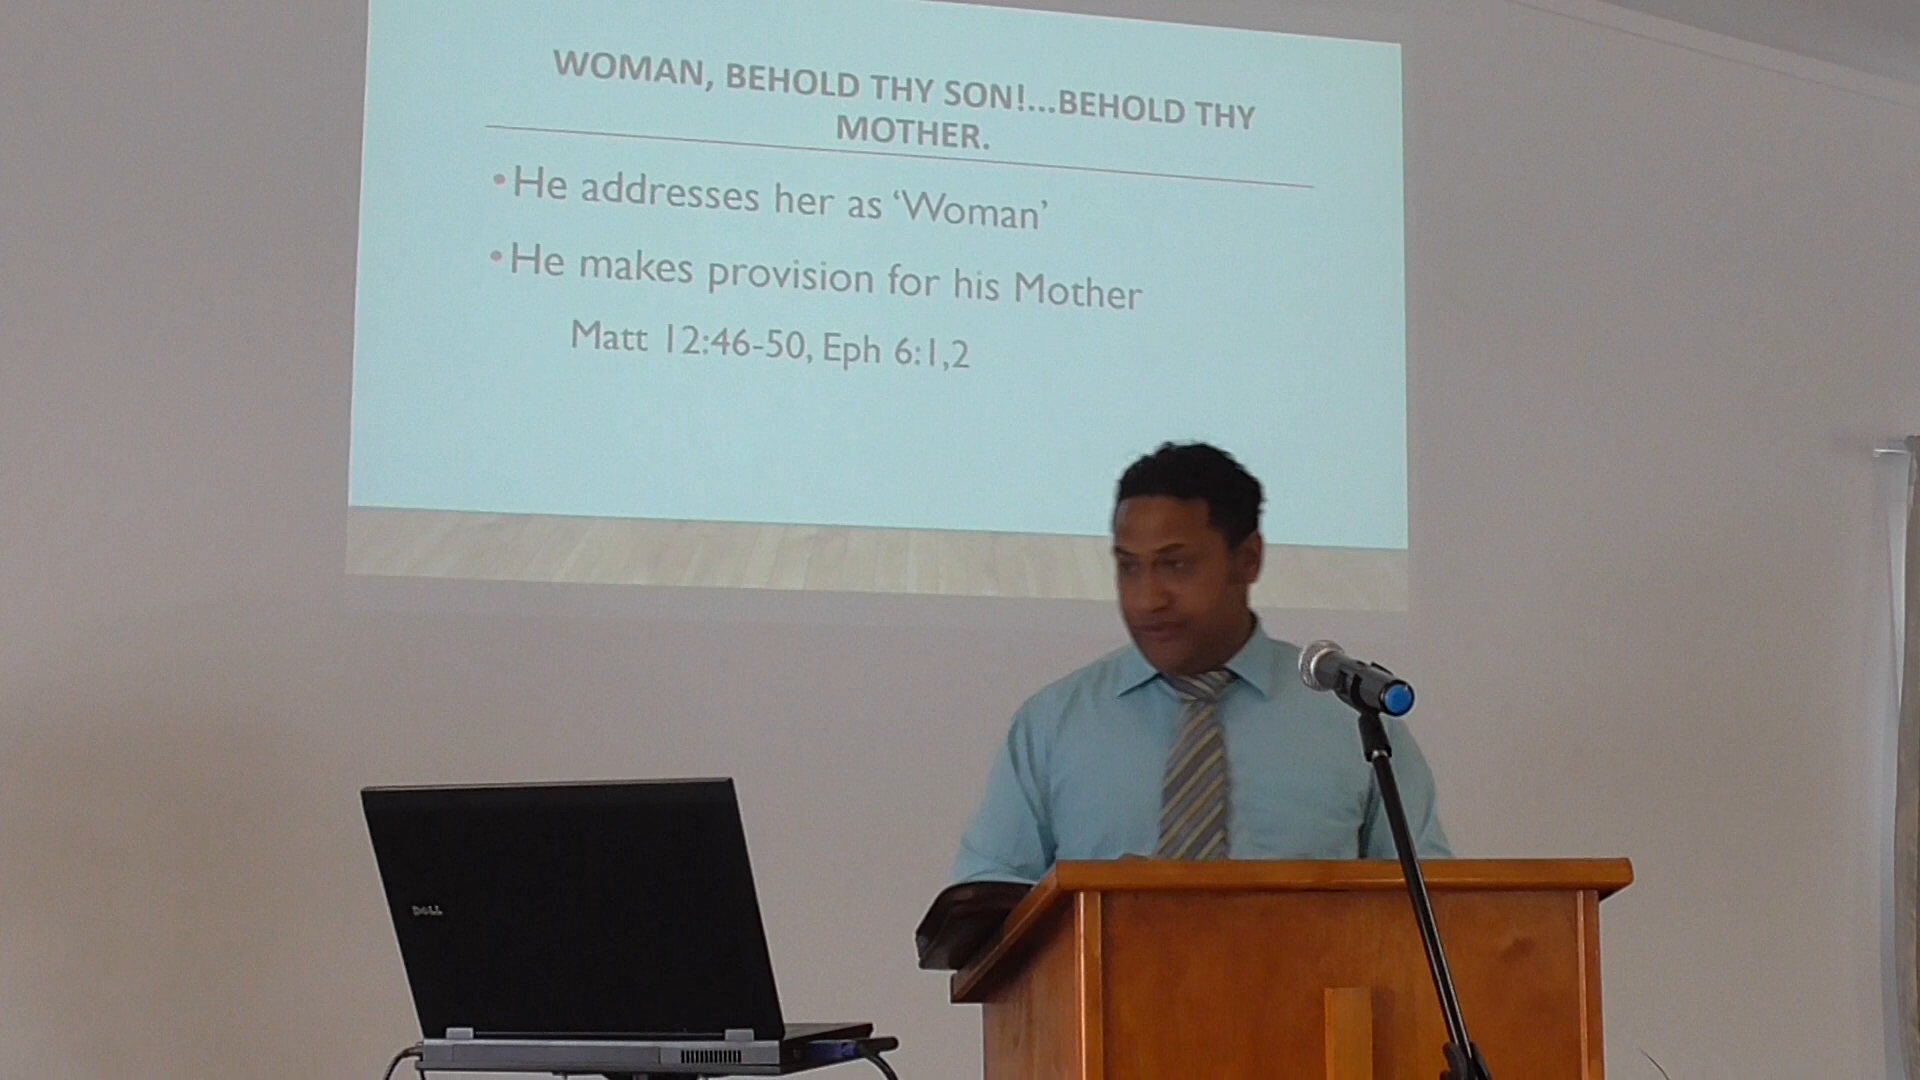 WOMAN, BEHOLD THY SON!...BEHOLD THY
MOTHER.
•He addresses her as ‘Woman’
•He makes provision for his Mother
Matt 12:46-50, Eph 6:1,2
DELL